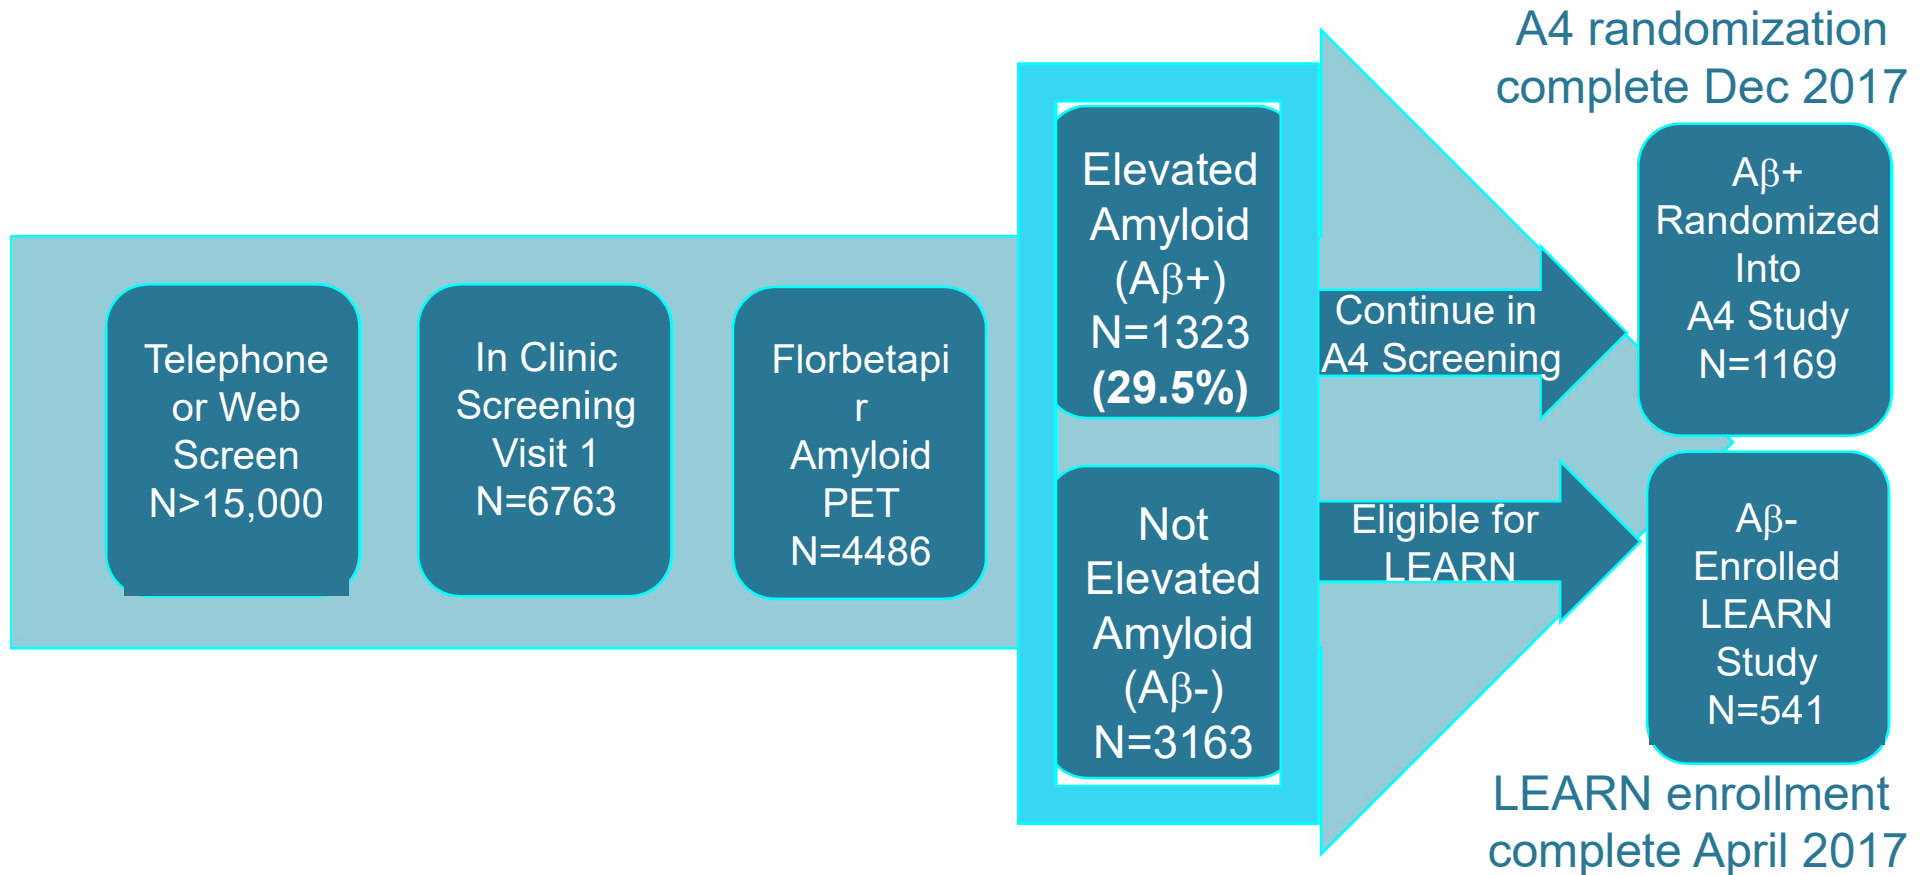 Telephone
or Web
Screen
N>15,000
In Clinic
Screening
Visit 1
N=6763
Florbetapi
r
Amyloid
PET
N=4486
Elevated
Amyloid
(Aβ+)
N=1323
(29.5%)
Not
Elevated
Amyloid
(Aβ-)
N=3163
Continue in
A4 Screening
Eligible for
LEARN
A4 randomization
complete Dec 2017
Aβ+
Randomized
Into
A4 Study
N=1169
Aβ-
Enrolled
LEARN
Study
N=541
LEARN enrollment
complete April 2017